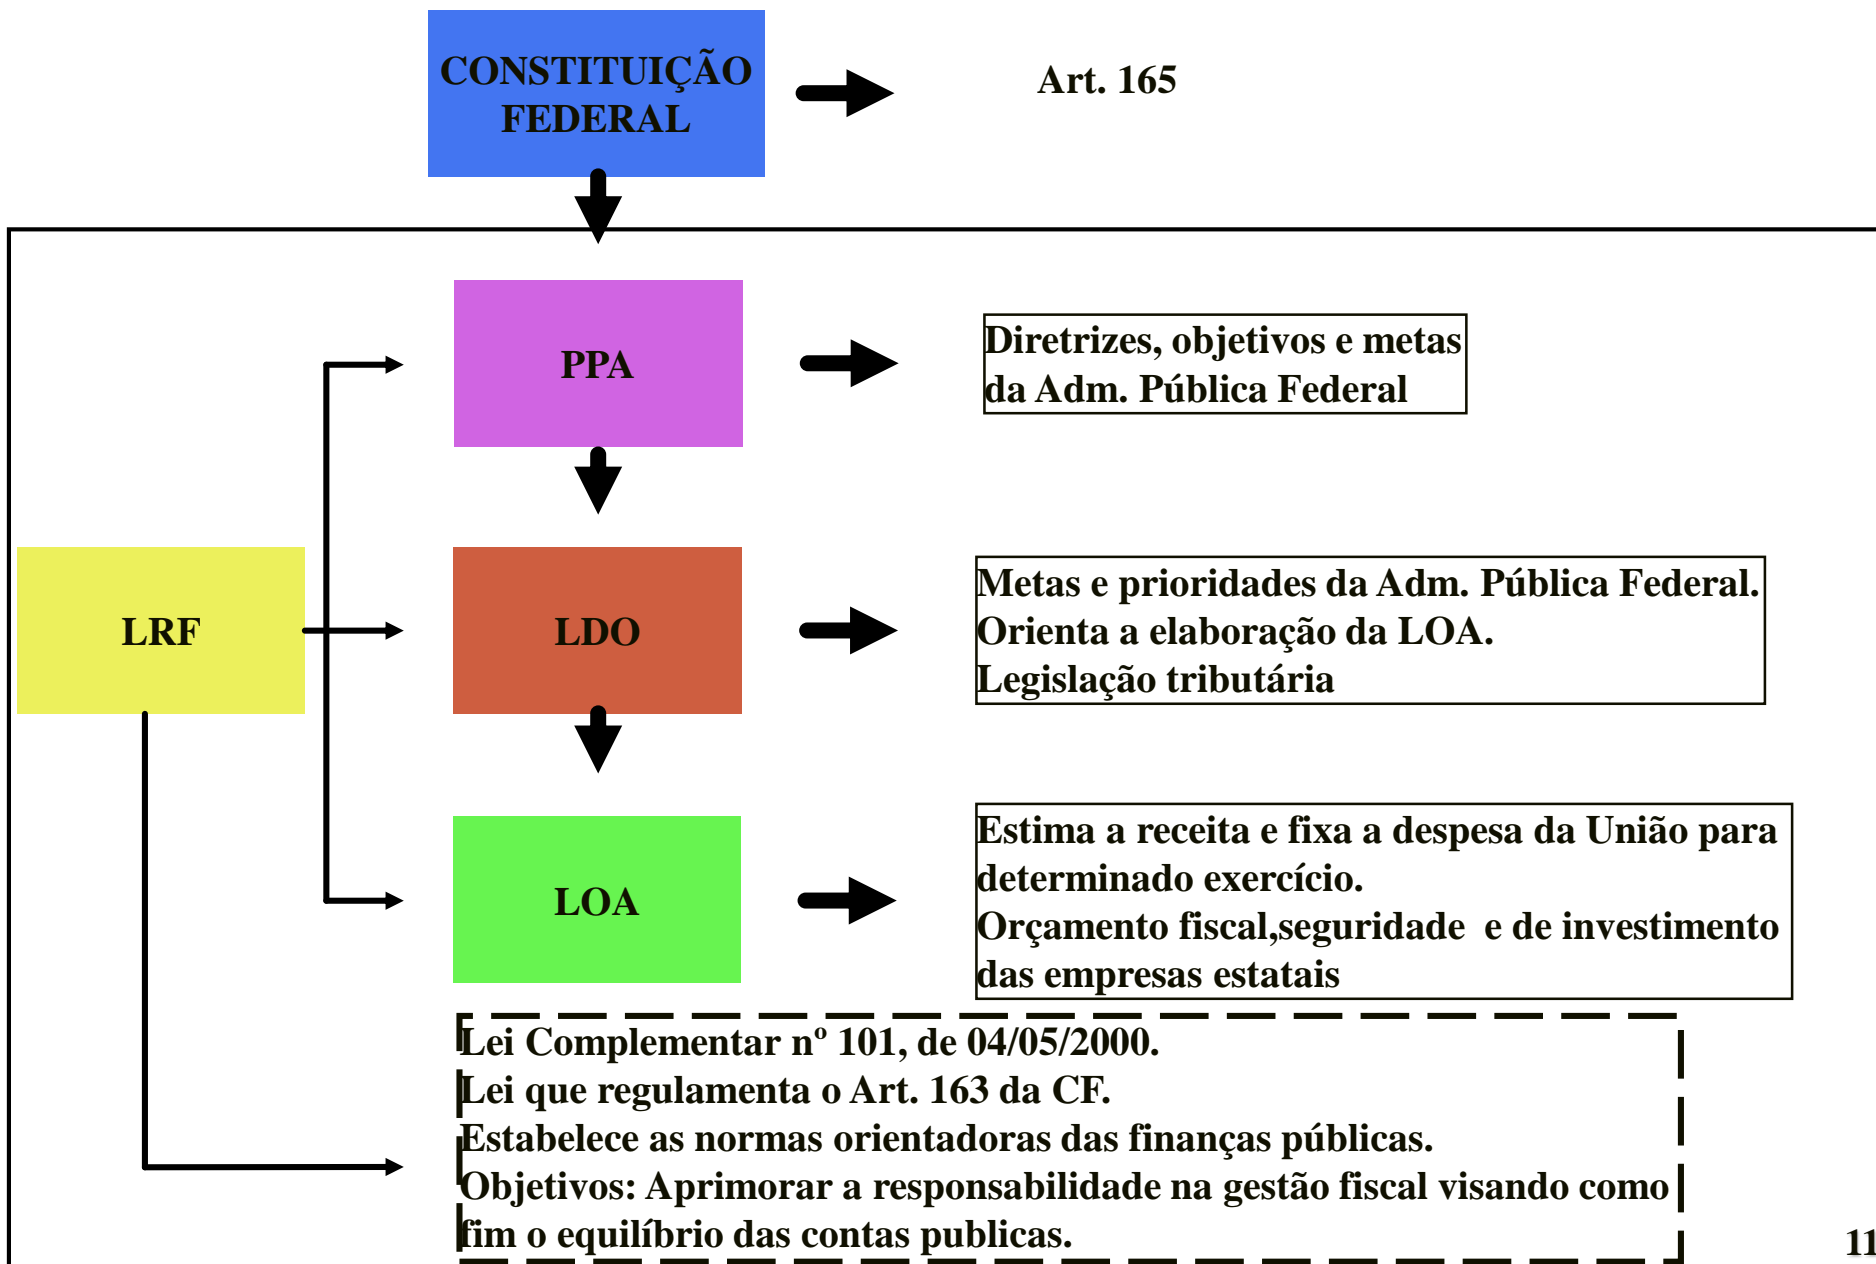 CONSTITUIÇÃO
FEDERAL
Art. 165
PPA
Diretrizes, objetivos e metas
da Adm. Pública Federal
LRF
LDO
Metas e prioridades da Adm. Pública Federal.
Orienta a elaboração da LOA.
Legislação tributária
LOA
Estima a receita e fixa a despesa da União para
determinado exercício.
Orçamento fiscal,seguridade  e de investimento
das empresas estatais
Lei Complementar nº 101, de 04/05/2000.
Lei que regulamenta o Art. 163 da CF.
Estabelece as normas orientadoras das finanças públicas.
Objetivos: Aprimorar a responsabilidade na gestão fiscal visando como
fim o equilíbrio das contas publicas.
11